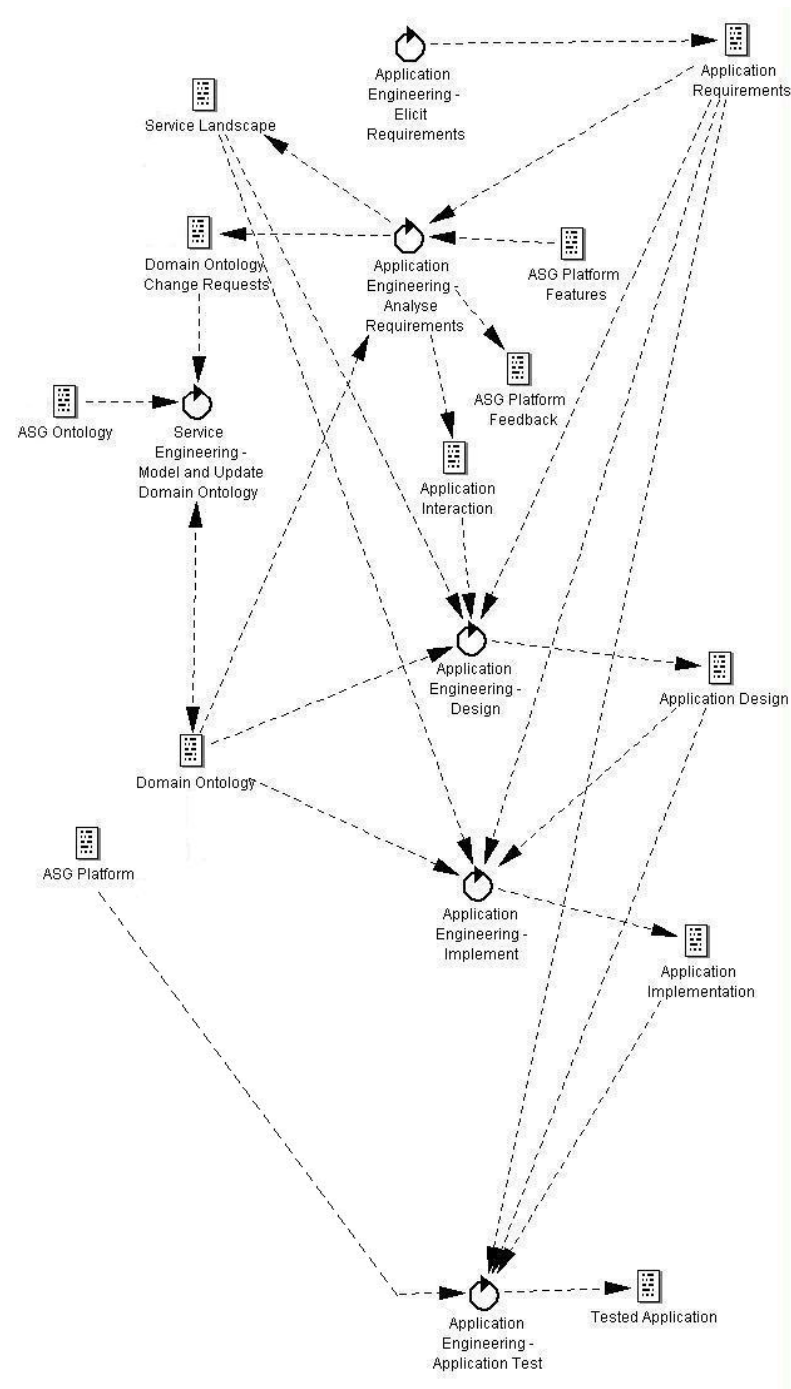 Application
Engineering -
Elicit
Requirements
Application
Requirements
Service Landscape
Domain Ontology
Change Requests
Application
Engineering -
Analyse
Requirements
ASG Platform
Features
ASG Platform
Feedback
ASG Ontology
Service
Engineering -
Model and Update
Domain Ontology
Application
Interaction
Application
Engineering -
Design
Application Design
Domain Ontology
ASG Platform
Application
Engineering -
Implement
Application
Implementation
Application
Engineering -
Application Test
Tested Application